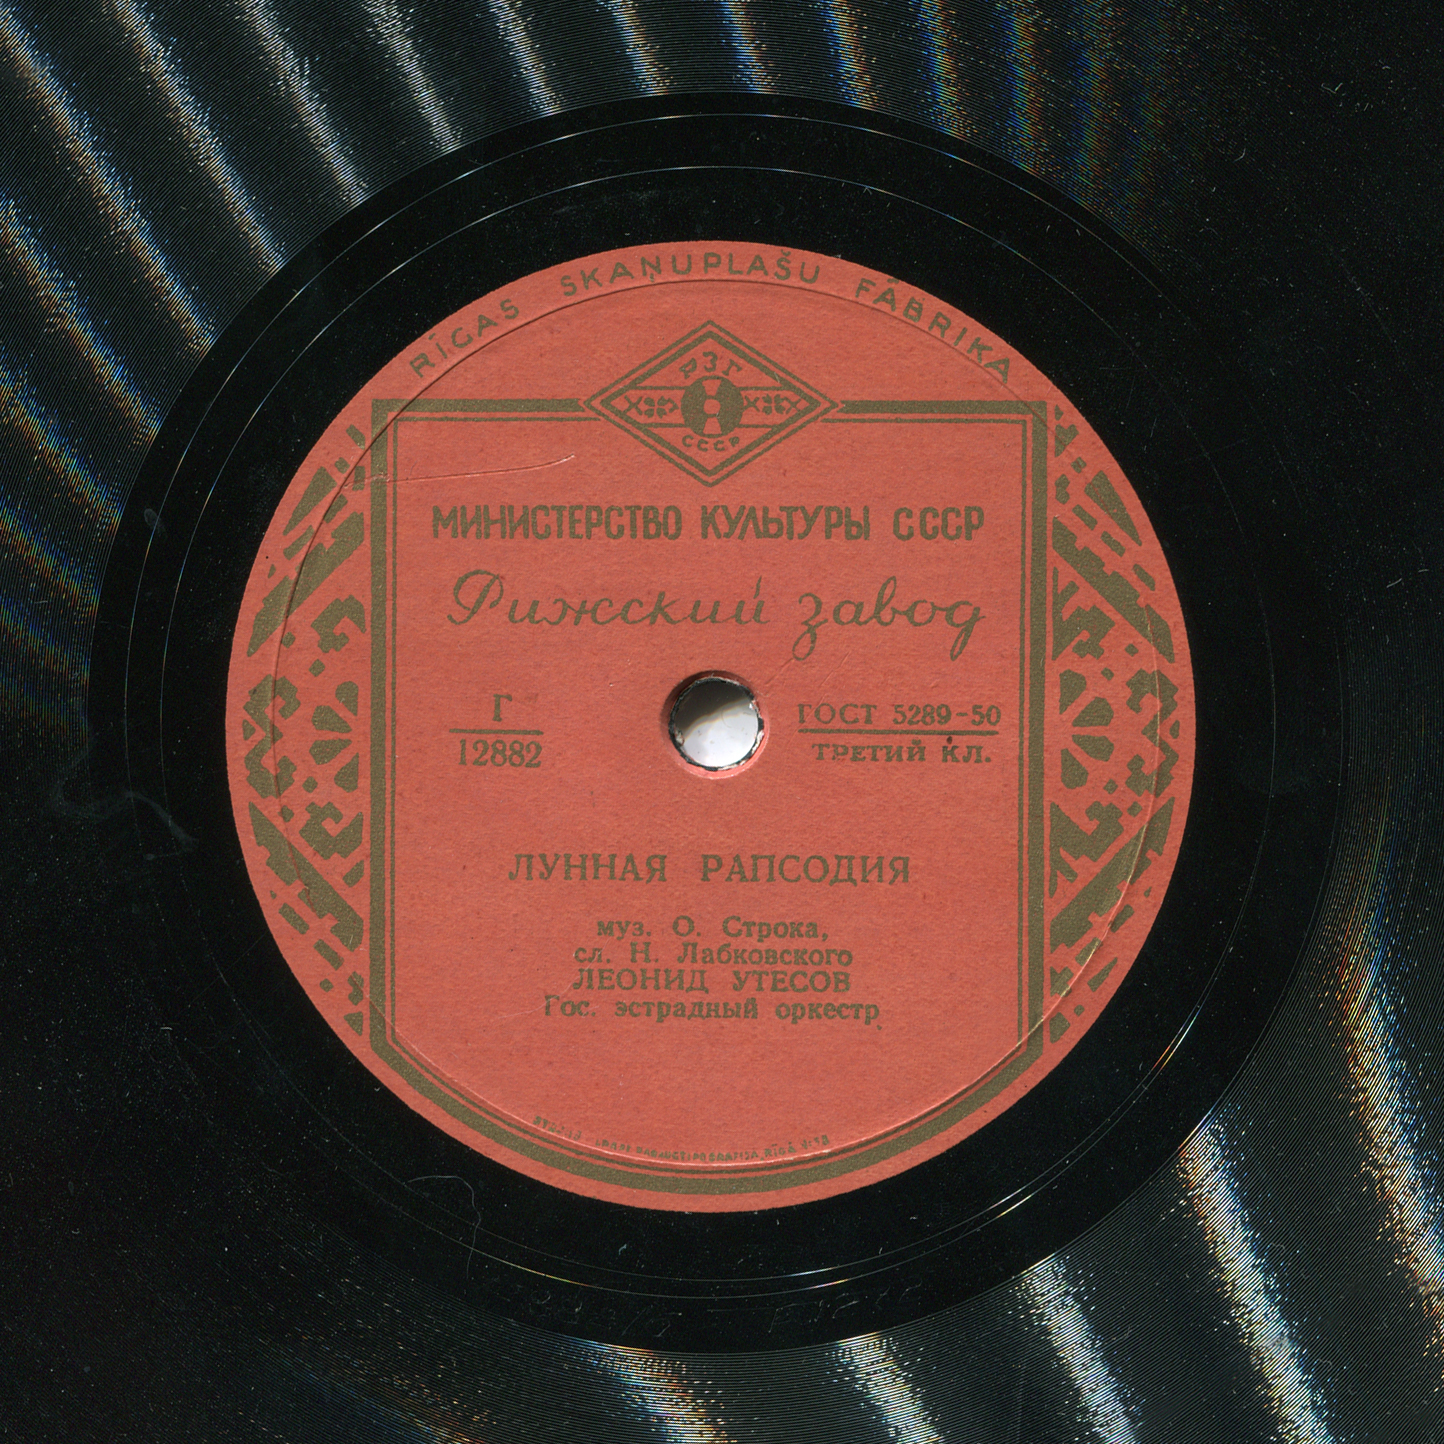 RĪGAS SKAŅUPLAŠU FABRIKA
РЗГ
СССР
МИНИСТЕРСТВО КУЛЬТУРЫ СССР
Рижский завод
Г
12882
ГОСТ 5289-50
ТРЕТИЙ КЛ.
ЛУННАЯ РАПСОДИЯ
муз. О. Строка,
сл. Н. Лабковского
ЛЕОНИД УТЕСОВ
Гос. эстрадный оркестр